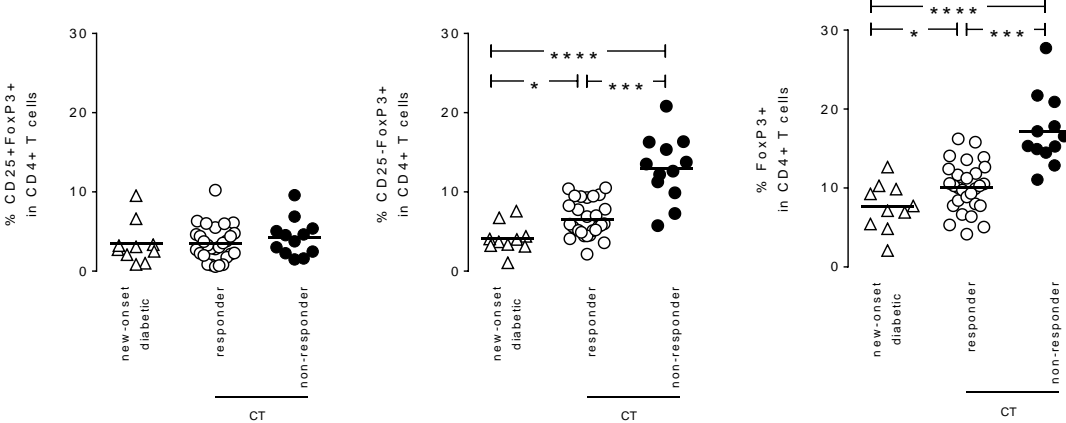 % CD25+FoxP3+
in CD4+ T cells
30
20
10
0
new-onset
diabetic
responder
non-responder
CT
% CD25-FoxP3+
in CD4+ T cells
30
20
10
0
****
* ***
new-onset
diabetic
responder
non-responder
CT
% FoxP3+
in CD4+ T cells
30
20
10
0
****
* ***
new-onset
diabetic
responder
non-responder
CT